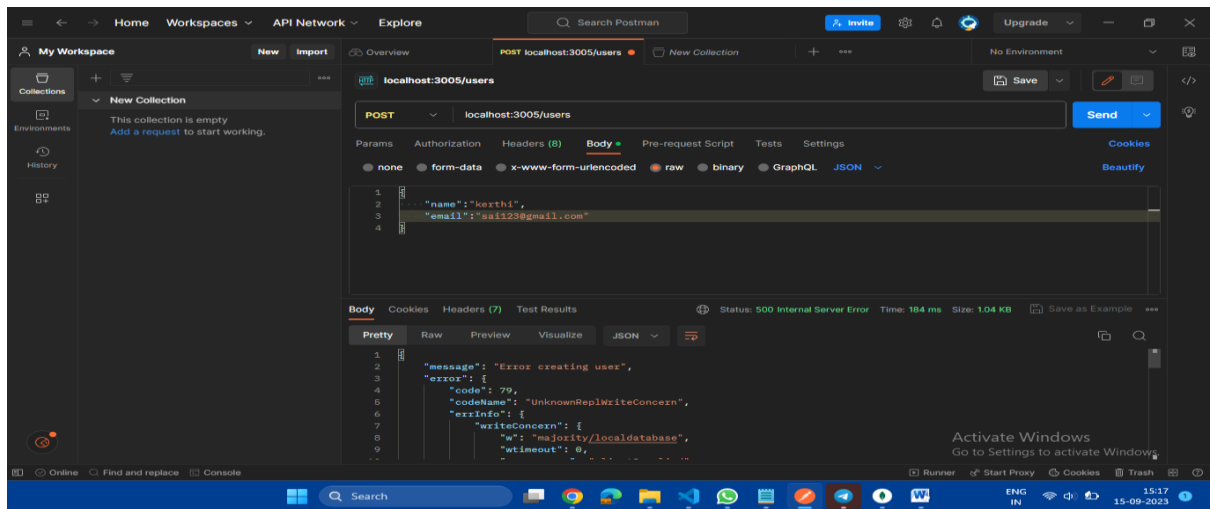 Home Workspaces API Network Explore Search Postman Invite Upgrade
My Workspace New Import Overview POST localhost:3005/users New Collection No Environment
Collections
Environments
History
New Collection
This collection is empty
Add a request to start working.
HTTP localhost:3005/users Save
POST localhost:3005/users Send
Params Authorization Headers (8) Body Pre-request Script Tests Settings Cookies
none form-data x-www-form-urlencoded raw binary GraphQL JSON Beautify
1 {
2 "name":"kerthi",
3 "email":"sai123@gmail.com"
4 }
Body Cookies Headers (7) Test Results Status: 500 Internal Server Error Time: 184 ms Size: 1.04 KB Save as Example
Pretty Raw Preview Visualize JSON
1 {
2 "message": "Error creating user",
3 "error": {
4 "code": 79,
5 "codeName": "UnknownReplWriteConcern",
6 "errInfo": {
7 "writeConcern": {
8 "w": "majority/localdatabase",
9 "wtimeout": 0,
Activate Windows
Go to Settings to activate Windows.
Online Find and replace Console Runner Start Proxy Cookies Trash
Search ENG 15:17
IN 15-09-2023